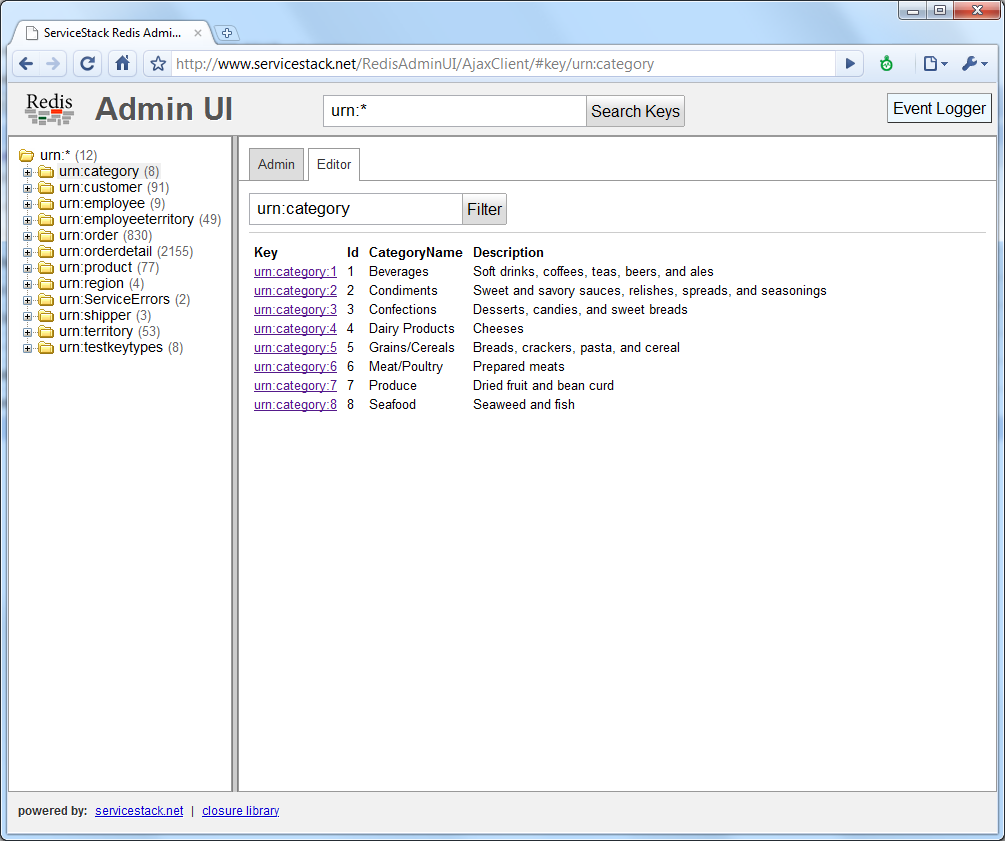 ServiceStack Redis Admi...
http://www.servicestack.net/RedisAdminUI/AjaxClient/#key/urn:category
Redis Admin UI urn:* Search Keys Event Logger
urn:* (12)
urn:category (8)
urn:customer (91)
urn:employee (9)
urn:employeeterritory (49)
urn:order (830)
urn:orderdetail (2155)
urn:product (77)
urn:region (4)
urn:ServiceErrors (2)
urn:shipper (3)
urn:territory (53)
urn:testkeytypes (8)
Admin Editor
urn:category Filter
Key Id CategoryName Description
urn:category:1 1 Beverages Soft drinks, coffees, teas, beers, and ales
urn:category:2 2 Condiments Sweet and savory sauces, relishes, spreads, and seasonings
urn:category:3 3 Confections Desserts, candies, and sweet breads
urn:category:4 4 Dairy Products Cheeses
urn:category:5 5 Grains/Cereals Breads, crackers, pasta, and cereal
urn:category:6 6 Meat/Poultry Prepared meats
urn:category:7 7 Produce Dried fruit and bean curd
urn:category:8 8 Seafood Seaweed and fish
powered by: servicestack.net | closure library